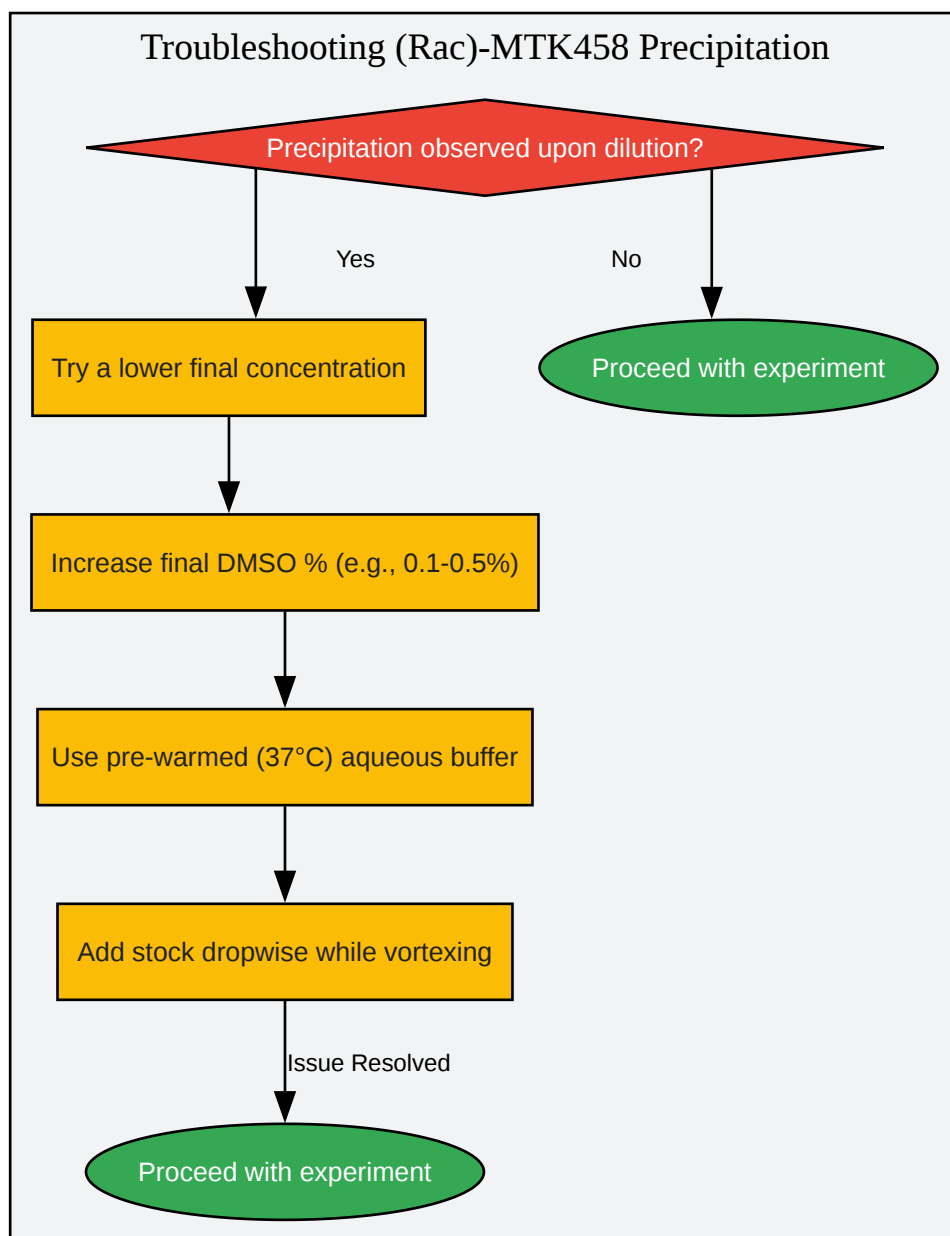 Troubleshooting (Rac)-MTK458 Precipitation
Precipitation observed upon dilution?
Yes
No
Try a lower final concentration
Proceed with experiment
Increase final DMSO % (e.g., 0.1-0.5%)
Use pre-warmed (37°C) aqueous buffer
Add stock dropwise while vortexing
Issue Resolved
Proceed with experiment